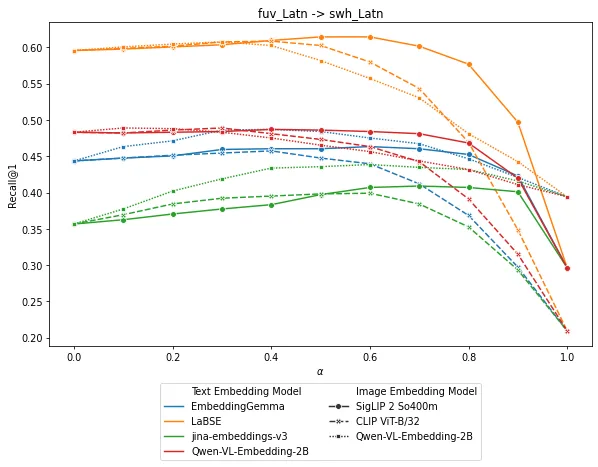 fuv_Latn -> swh_Latn
Recall@1
0.60
0.55
0.50
0.45
0.40
0.35
0.30
0.25
0.20
0.0 0.2 0.4 0.6 0.8 1.0
α
Text Embedding Model Image Embedding Model
EmbeddingGemma SigLIP 2 So400m
LaBSE CLIP ViT-B/32
jina-embeddings-v3 Qwen-VL-Embedding-2B
Qwen-VL-Embedding-2B